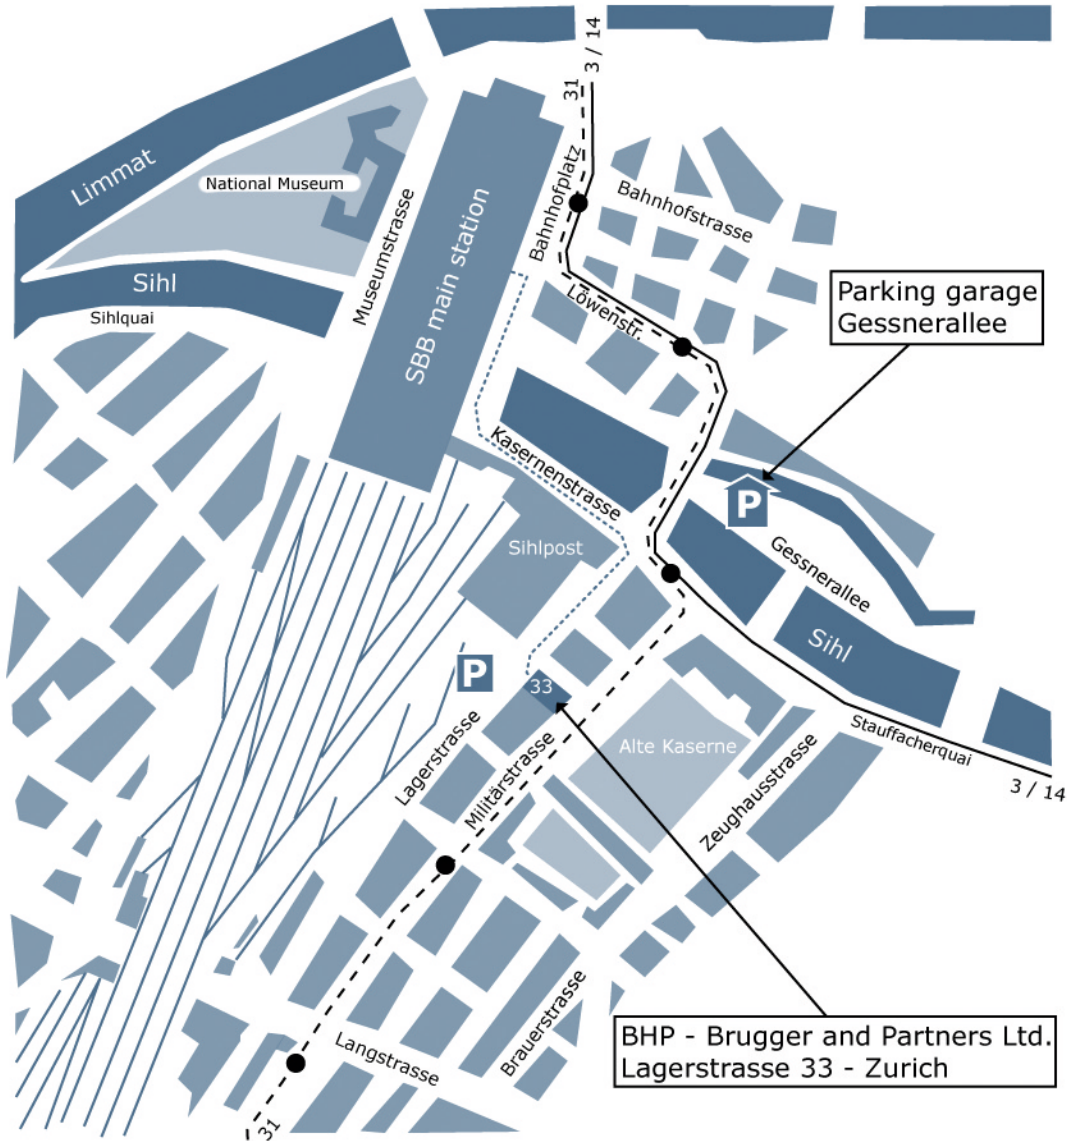 3 / 14
31
Limmat
National Museum
Bahnhofplatz
Bahnhofstrasse
Museumstrasse
SBB main station
Sihl
Sihlquai
Löwenstr.
Parking garage
Gessnerallee
Kasernenstrasse
P
Sihlpost
Gessnerallee
Sihl
P
33
Lagerstrasse
Alte Kaserne
Stauffacherquai
Militärstrasse
Zeughausstrasse
3 / 14
Brauerstrasse
BHP - Brugger and Partners Ltd.
Lagerstrasse 33 - Zurich
Langstrasse
31